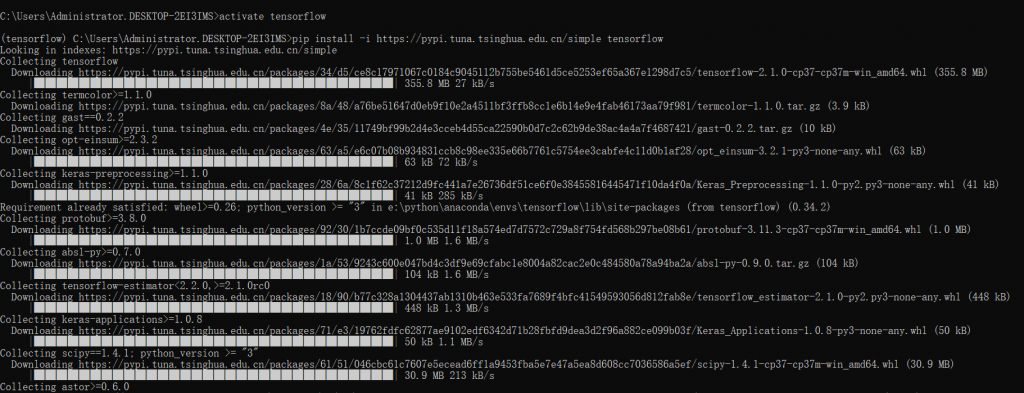 C:\Users\Administrator.DESKTOP-2EI3IMS>activate tensorflow
(tensorflow) C:\Users\Administrator.DESKTOP-2EI3IMS>pip install -i https://pypi.tuna.tsinghua.edu.cn/simple tensorflow
Looking in indexes: https://pypi.tuna.tsinghua.edu.cn/simple
Collecting tensorflow
Downloading https://pypi.tuna.tsinghua.edu.cn/packages/34/d5/ce8c17971067c0184c9045112b755be5461d5ce5253ef65a367e1298d7c5/tensorflow-2.1.0-cp37-cp37m-win_amd64.whl (355.8 MB)
355.8 MB 27 kB/s
Collecting termcolor>=1.1.0
Downloading https://pypi.tuna.tsinghua.edu.cn/packages/8a/48/a76be51647d0eb9f10e2a4511bf3ffb8cc1e6b14e9e4fab46173aa79f981/termcolor-1.1.0.tar.gz (3.9 kB)
Collecting gast==0.2.2
Downloading https://pypi.tuna.tsinghua.edu.cn/packages/4e/35/11749bf99b2d4e3cceb4d55ca22590b0d7c2c62b9de38ac4a4a7f4687421/gast-0.2.2.tar.gz (10 kB)
Collecting opt-einsum>=2.3.2
Downloading https://pypi.tuna.tsinghua.edu.cn/packages/63/a5/e6c07b08b934831ccb8c98ee335e66b7761c5754ee3cabfe4c11d0b1af28/opt_einsum-3.2.1-py3-none-any.whl (63 kB)
63 kB 72 kB/s
Collecting keras-preprocessing>=1.1.0
Downloading https://pypi.tuna.tsinghua.edu.cn/packages/28/6a/8c1f62c37212d9fc441a7e26736df51ce6f0e38455816445471f10da4f0a/Keras_Preprocessing-1.1.0-py2.py3-none-any.whl (41 kB)
41 kB 251 kB/s
Requirement already satisfied: wheel>=0.26; python_version >= "3" in e:\python\anaconda\envs\tensorflow\lib\site-packages (from tensorflow) (0.34.2)
Collecting protobuf>=3.8.0
Downloading https://pypi.tuna.tsinghua.edu.cn/packages/92/30/1b7ccde09bf0c535d11f18a574ed7d7572c729a8f754fd568b297be08b61/protobuf-3.11.3-cp37-cp37m-win_amd64.whl (1.0 MB)
1.0 MB 1.6 MB/s
Collecting absl-py>=0.7.0
Downloading https://pypi.tuna.tsinghua.edu.cn/packages/1a/53/9243c600e047bd4c3df9e69cfabc1e8004a82cac2e0c484580a78a94ba2a/absl-py-0.9.0.tar.gz (104 kB)
104 kB 1.6 MB/s
Collecting tensorflow-estimator<2.2.0,>=2.1.0rc0
Downloading https://pypi.tuna.tsinghua.edu.cn/packages/18/90/b77c328a1304437ab1310b463e533fa7689f4bfc41549593056d812fab8e/tensorflow_estimator-2.1.0-py2.py3-none-any.whl (448 kB)
448 kB 1.3 MB/s
Collecting keras-applications>=1.0.8
Downloading https://pypi.tuna.tsinghua.edu.cn/packages/71/e3/19762fdfc62877ae9102edf6342d71b28fbfd9dea3d2f96a882ce099b03f/Keras_Applications-1.0.8-py3-none-any.whl (50 kB)
50 kB 1.1 MB/s
Collecting scipy==1.4.1; python_version >= "3"
Downloading https://pypi.tuna.tsinghua.edu.cn/packages/61/51/046cbc61c7607e5ecead6ff1a9453fba5e7e47a5ea8d608cc7036586a5ef/scipy-1.4.1-cp37-cp37m-win_amd64.whl (30.9 MB)
30.9 MB 213 kB/s
Collecting astor>=0.6.0